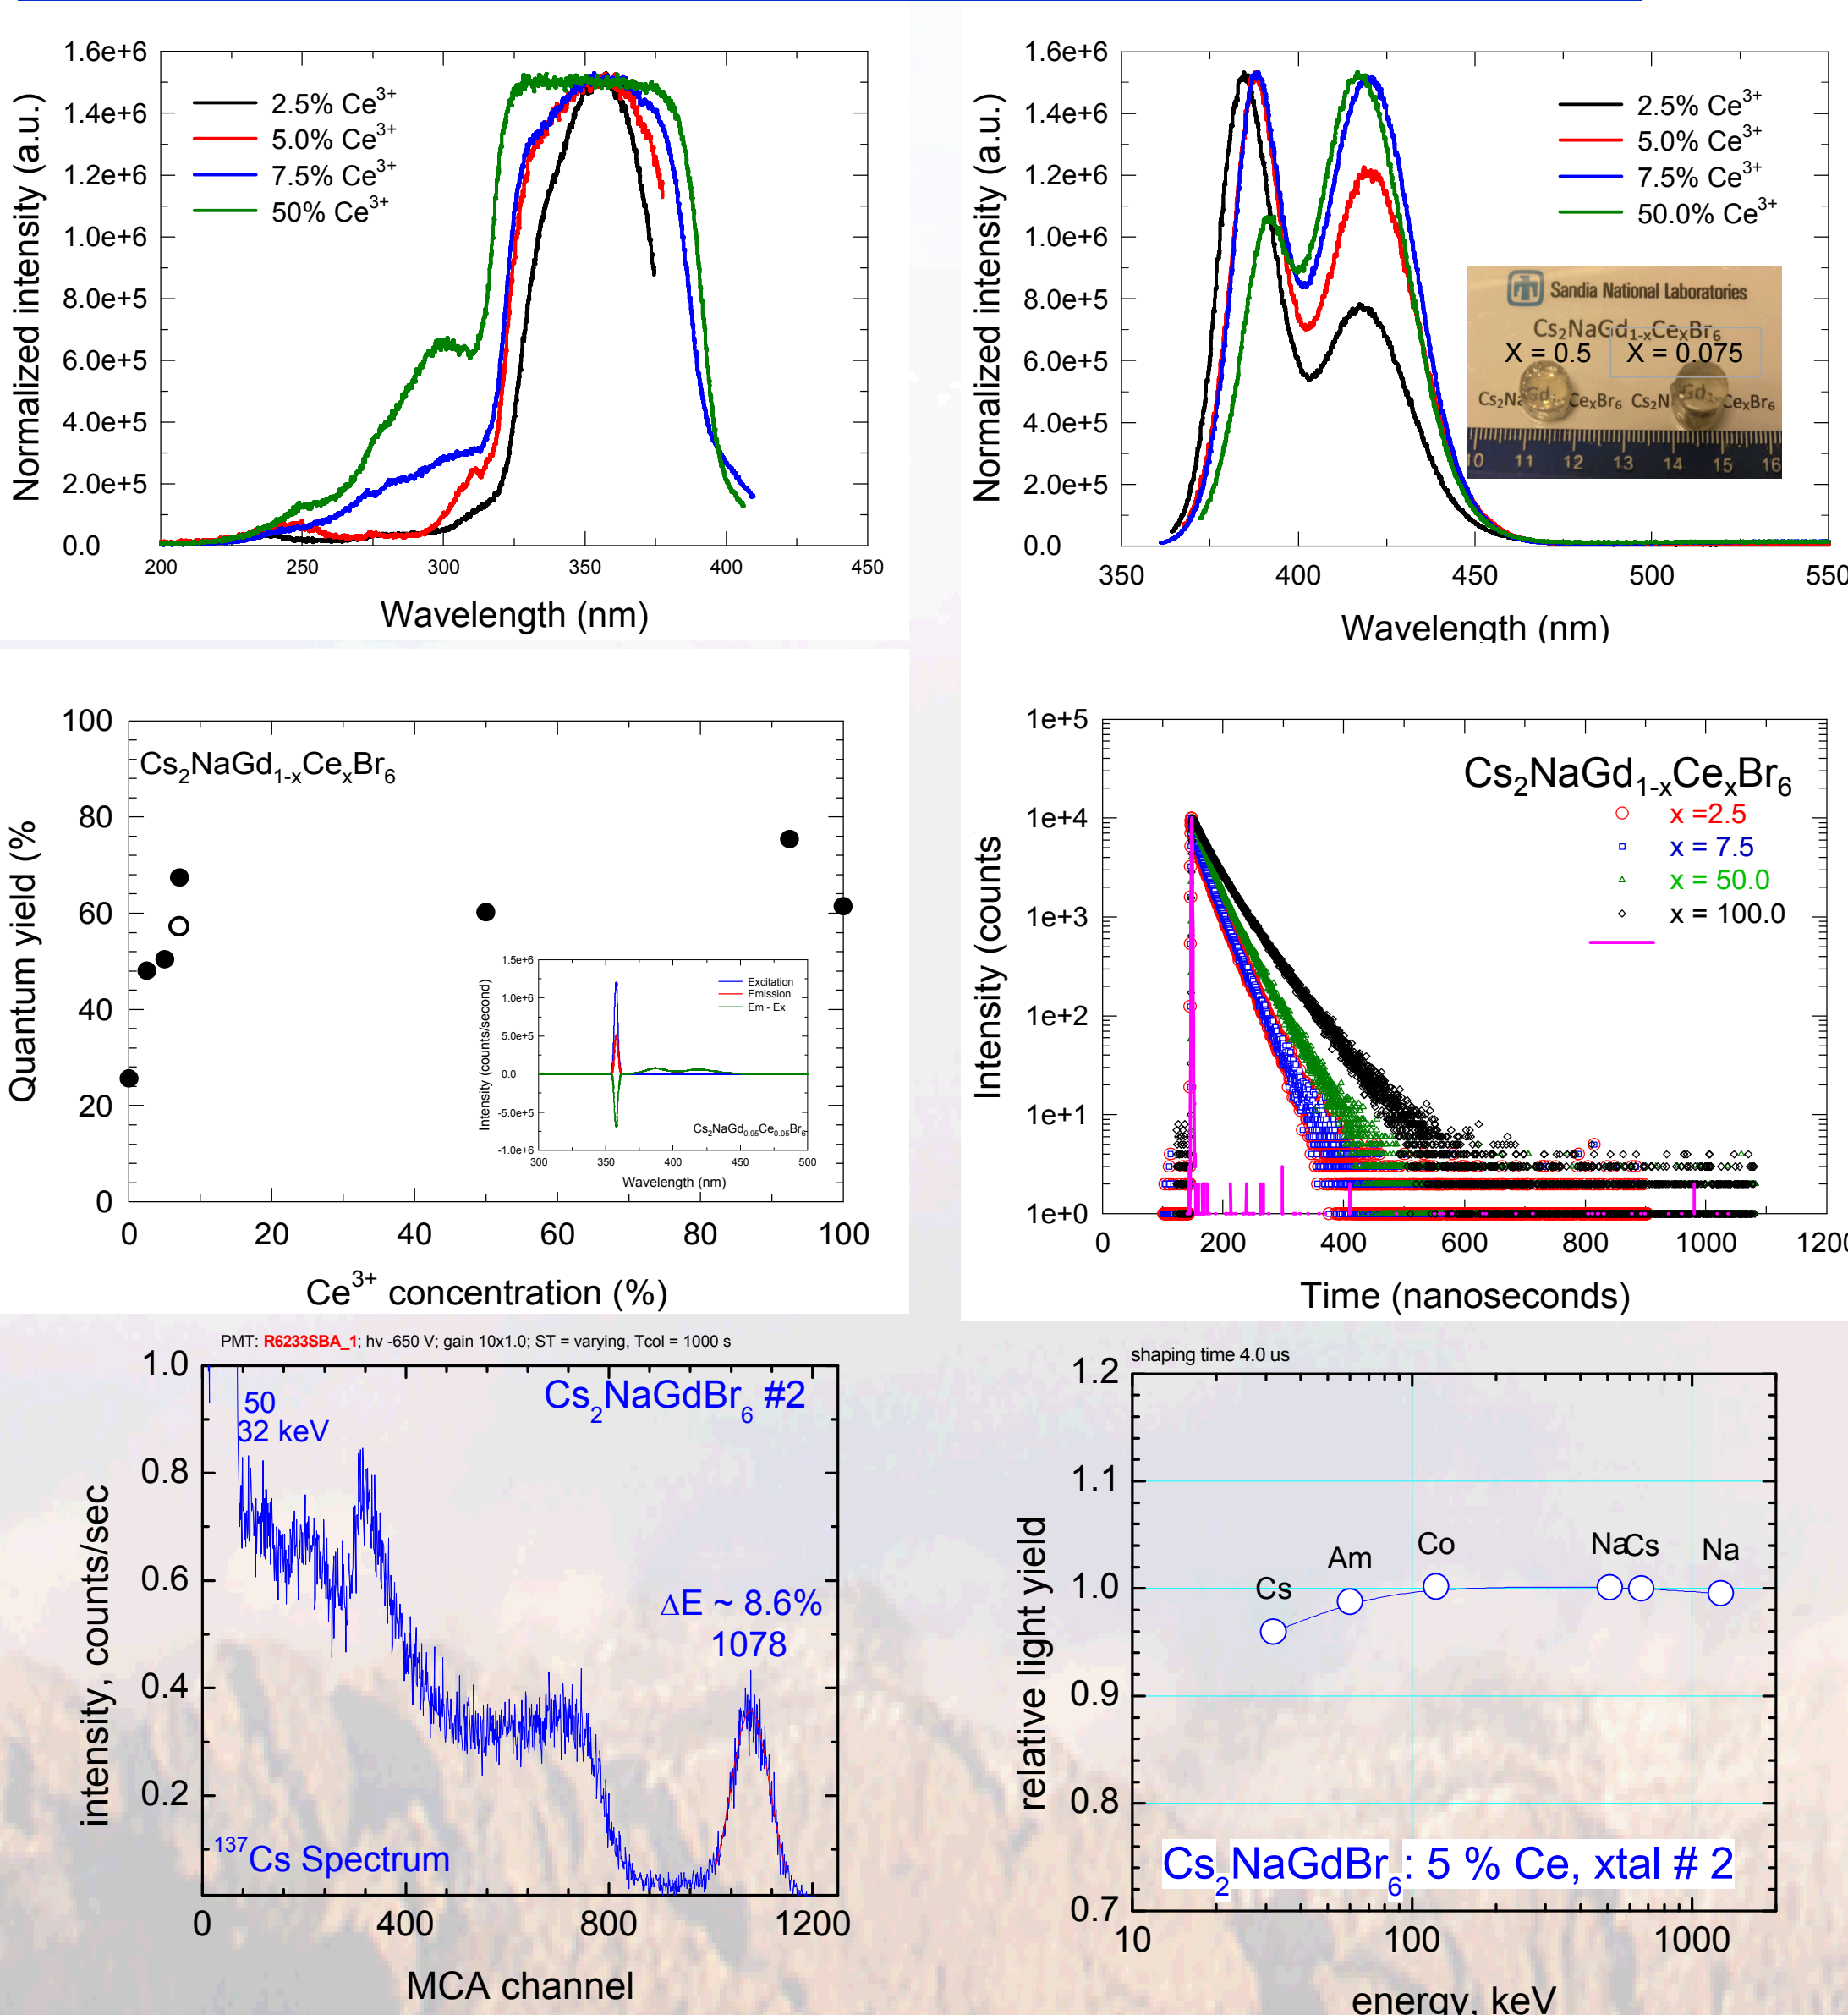 1.6e+6
1.4e+6
1.2e+6
1.0e+6
8.0e+5
6.0e+5
4.0e+5
2.0e+5
0.0
Normalized intensity (a.u.)
2.5% Ce3+
5.0% Ce3+
7.5% Ce3+
50% Ce3+
200 250 300 350 400 450
Wavelength (nm)
1.6e+6
1.4e+6
1.2e+6
1.0e+6
8.0e+5
6.0e+5
4.0e+5
2.0e+5
0.0
Normalized intensity (a.u.)
2.5% Ce3+
5.0% Ce3+
7.5% Ce3+
50.0% Ce3+
Sandia National Laboratories
Cs2NaGd1-xCexBr6
X = 0.5 X = 0.075
CexBr6
CexBr6
10 11 12 13 14 15 16
350 400 450 500 550
Wavelength (nm)
100
80
60
40
20
0
Quantum yield (%
Cs2NaGd1-xCexBr6
1.5e+6
1.0e+6
5.0e+5
0.0
-5.0e+5
-1.0e+6
Intensity (counts/second)
Excitation
Emission
Em - Ex
Cs2NaGd0.95Ce0.05Br6
300 350 400 450 500
Wavelength (nm)
0 20 40 60 80 100
Ce3+ concentration (%)
1e+5
1e+4
1e+3
1e+2
1e+1
1e+0
Intensity (counts
Cs2NaGd1-xCexBr6
x =2.5
x = 7.5
x = 50.0
x = 100.0
0 200 400 600 800 1000 1200
Time (nanoseconds)
PMT: R6233SBA_1; hv -650 V; gain 10x1.0; ST = varying, Tcol = 1000 s
1.0
0.8
0.6
0.4
0.2
intensity, counts/sec
50
32 keV
Cs2NaGdBr6 #2
ΔE ~ 8.6%
1078
137Cs Spectrum
0 400 800 1200
MCA channel
shaping time 4.0 us
1.2
1.1
1.0
0.9
0.8
0.7
relative light yield
Cs
Am
Co
Na
Cs
Na
Cs2NaGdBr6: 5 % Ce, xtal # 2
10 100 1000
energy, keV